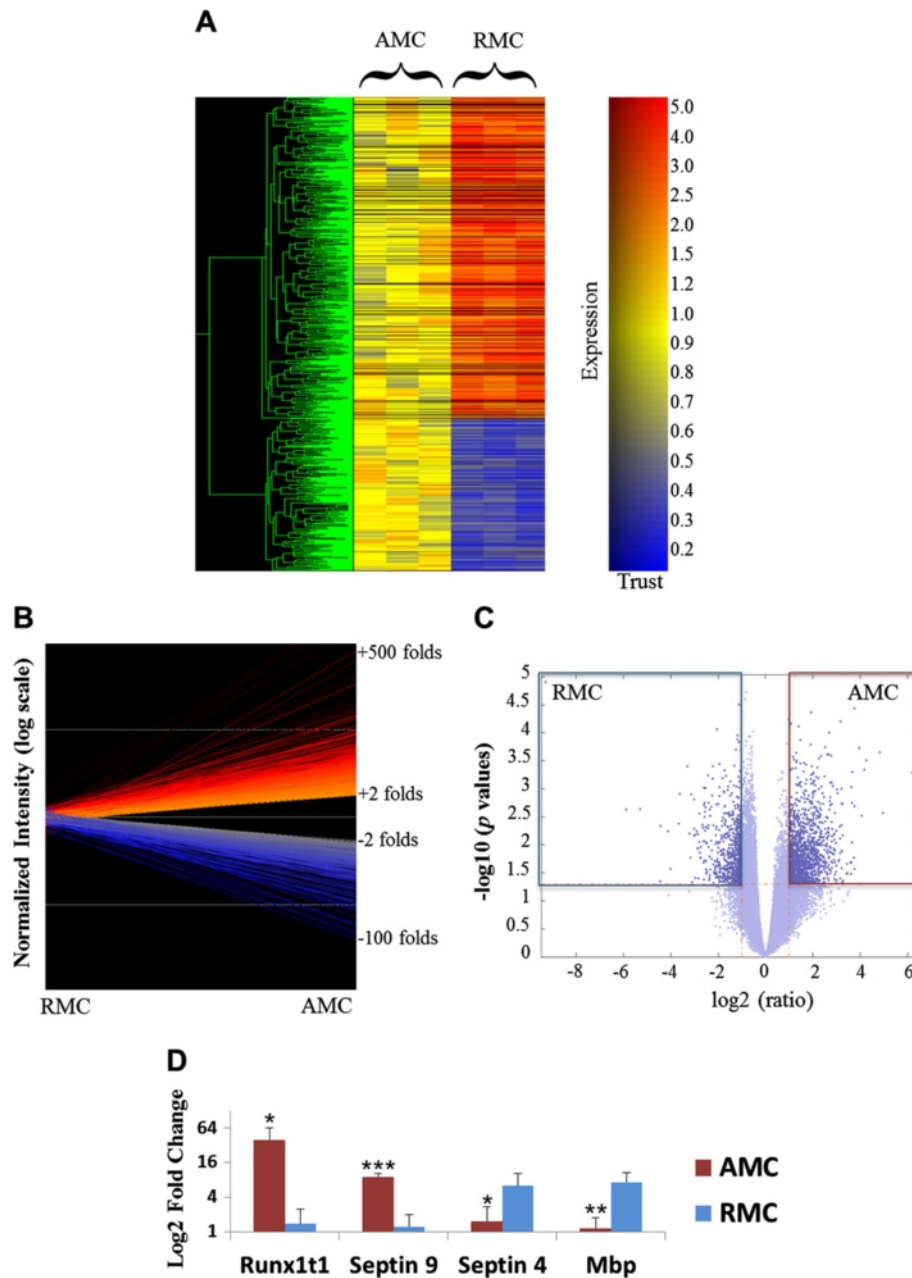 A
AMC RMC
5.0
4.0
3.0
2.0
1.5
1.2
1.0
0.9
0.8
0.7
0.6
0.5
0.4
0.3
0.2
Expression
Trust
B
Normalized Intensity (log scale)
+500 folds
+2 folds
-2 folds
-100 folds
RMC AMC
C
RMC AMC
5
4.5
4
3.5
3
2.5
2
1.5
1
0.5
0
-log10 (p values)
-8 -6 -4 -2 0 2 4 6
log2 (ratio)
D
Log2 Fold Change
64
16
4
1
* *** * **
Runx1t1 Septin 9 Septin 4 Mbp
AMC
RMC